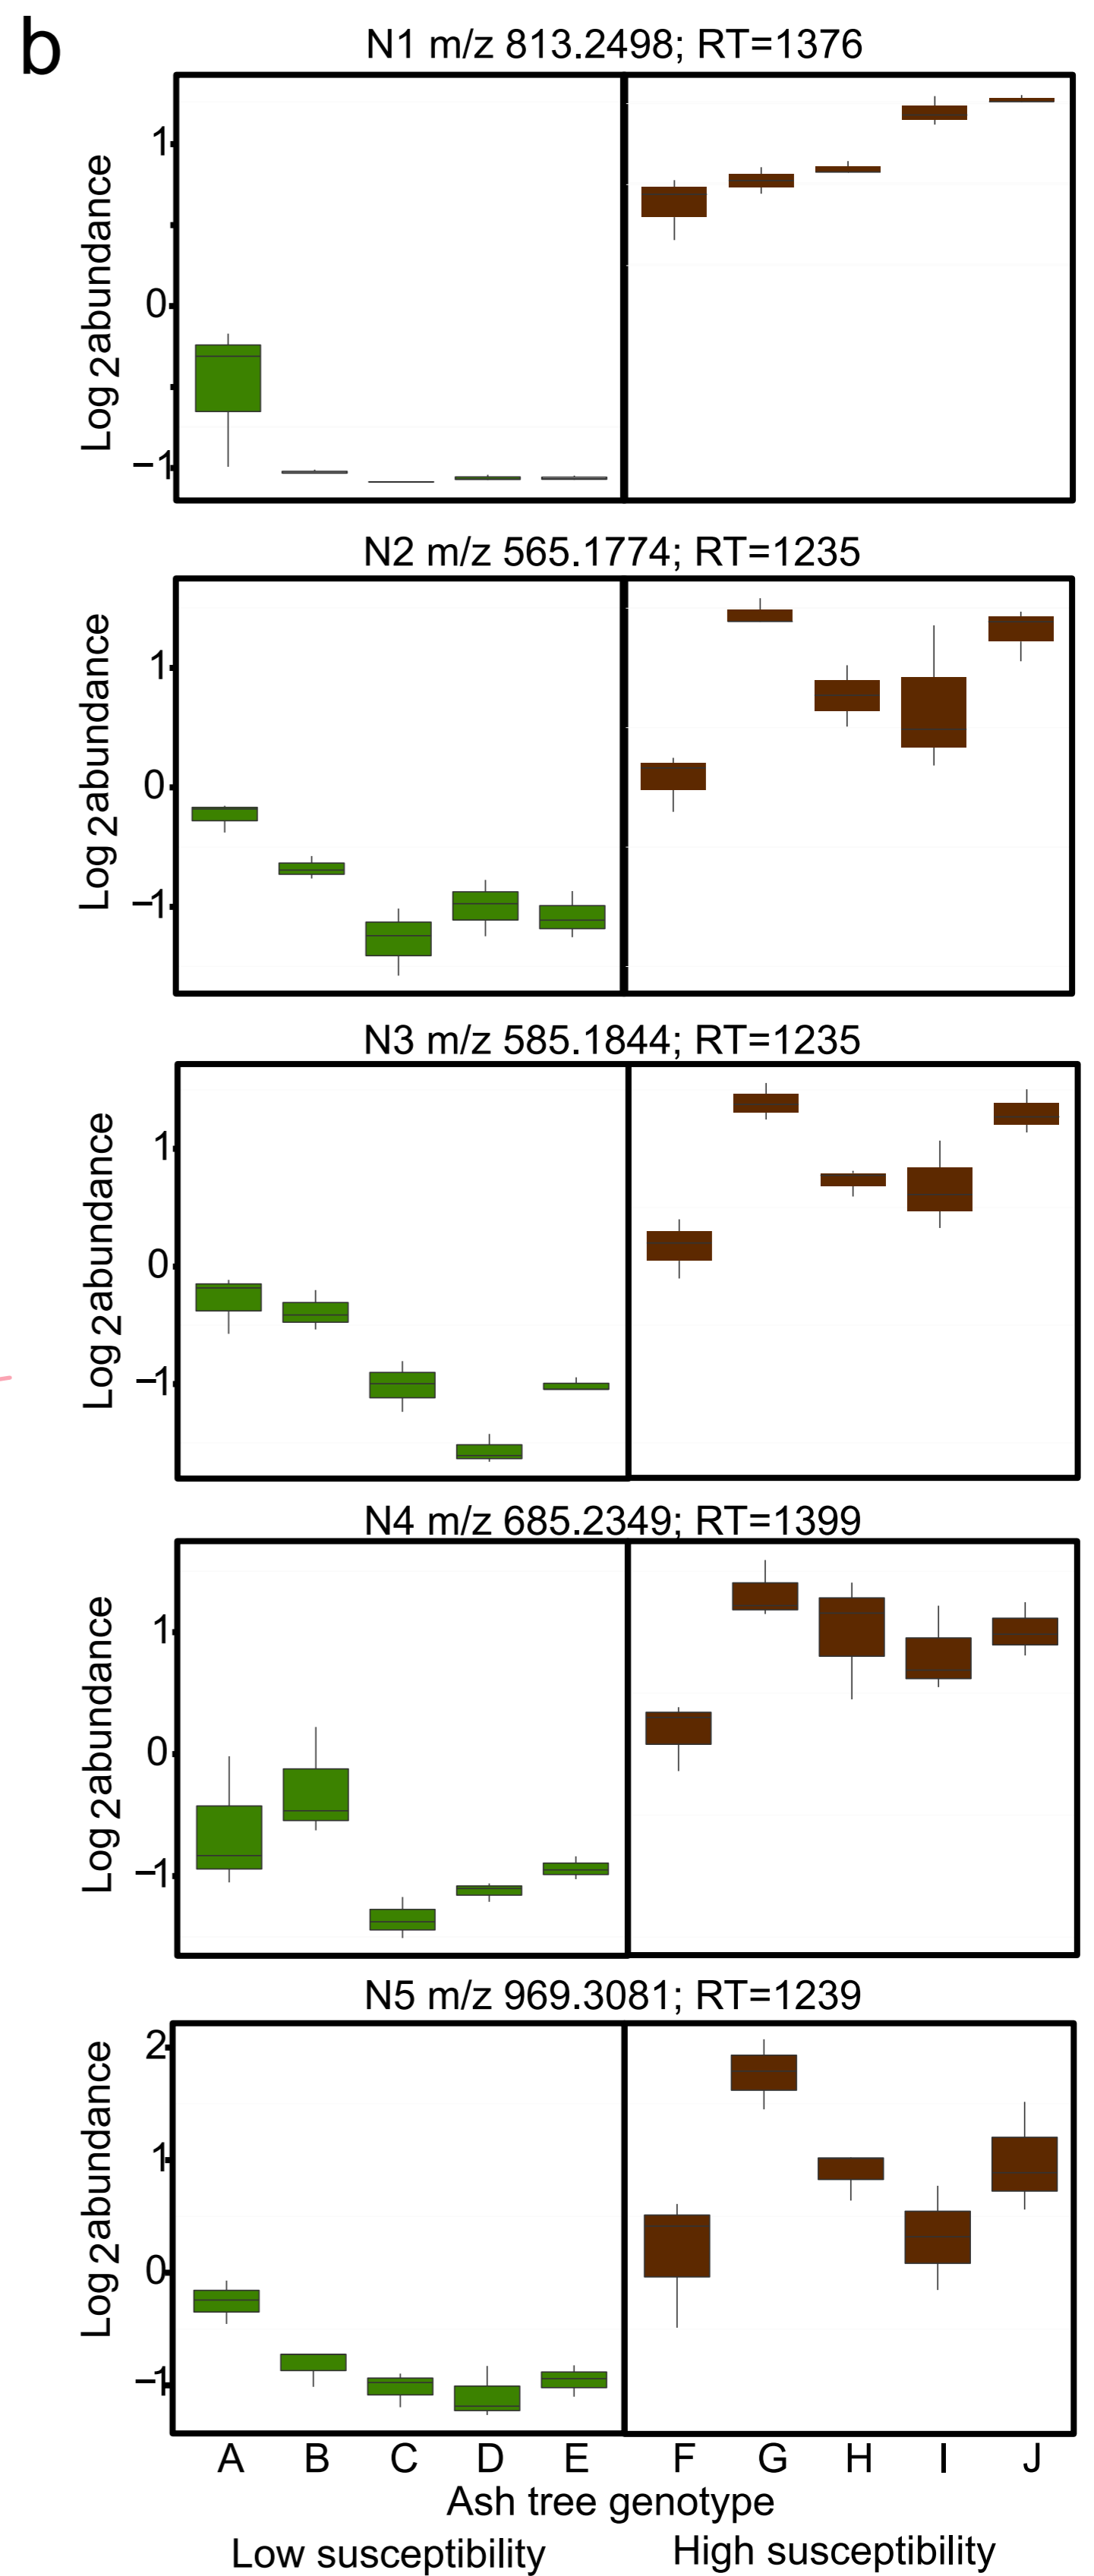 b
N1 m/z 813.2498; RT=1376
1
0
−1
Log 2abundance
N2 m/z 565.1774; RT=1235
1
0
−1
Log 2abundance
N3 m/z 585.1844; RT=1235
1
0
−1
Log 2abundance
N4 m/z 685.2349; RT=1399
1
0
−1
Log 2abundance
N5 m/z 969.3081; RT=1239
2
1
0
−1
Log 2abundance
A B C D E F G H I J
Ash tree genotype
Low susceptibility High susceptibility